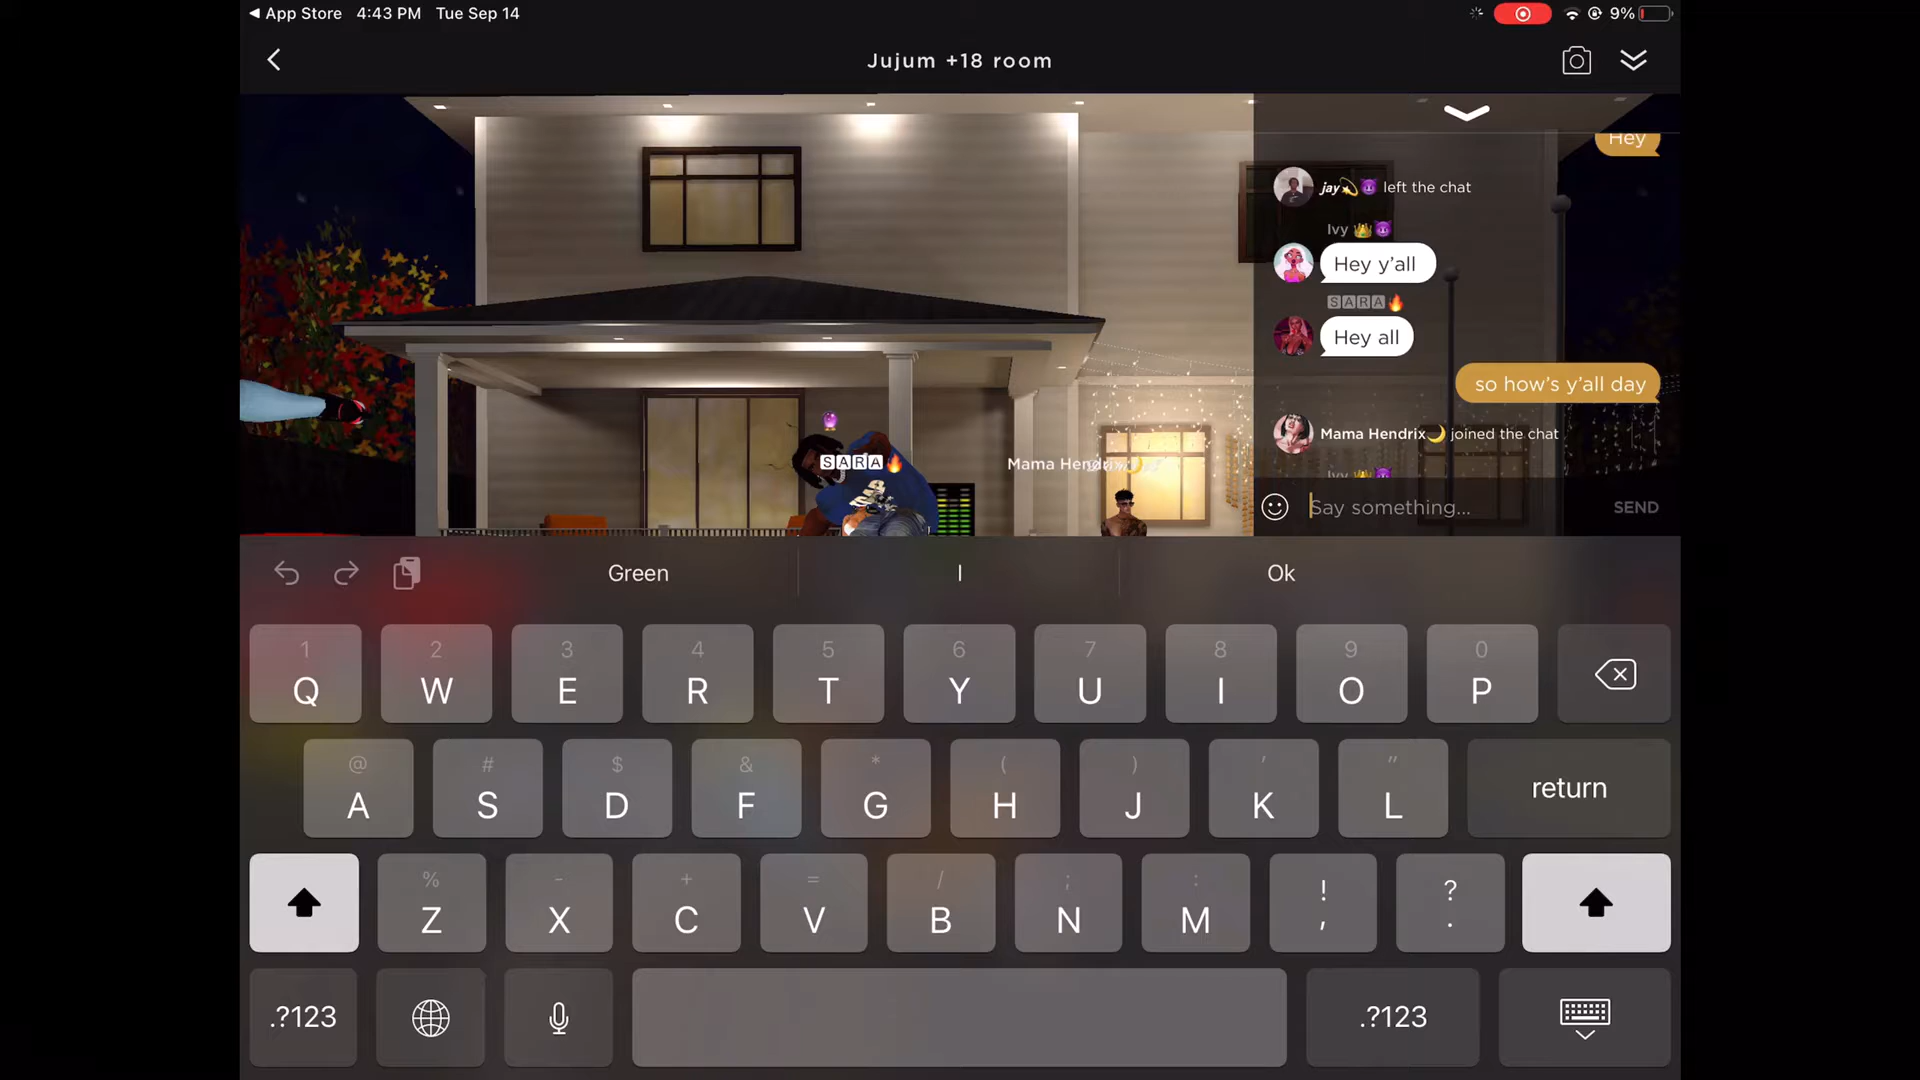 App Store 4:43 PM Tue Sep 14 9%
Jujum +18 room
Hey
jay💫😈 left the chat
Ivy 👑😈
Hey y'all
SARA🔥
Hey all
so how's y'all day
Mama Hendrix🌙 joined the chat
Ivy 👑😈
Say something... SEND
SARA🔥
Mama Hendrix🌙
Green I Ok
1 2 3 4 5 6 7 8 9 0
Q W E R T Y U I O P
@ # $ & * ( ) ' "
A S D F G H J K L return
% - + = / ; : ! ?
Z X C V B N M , .
.?123 .?123